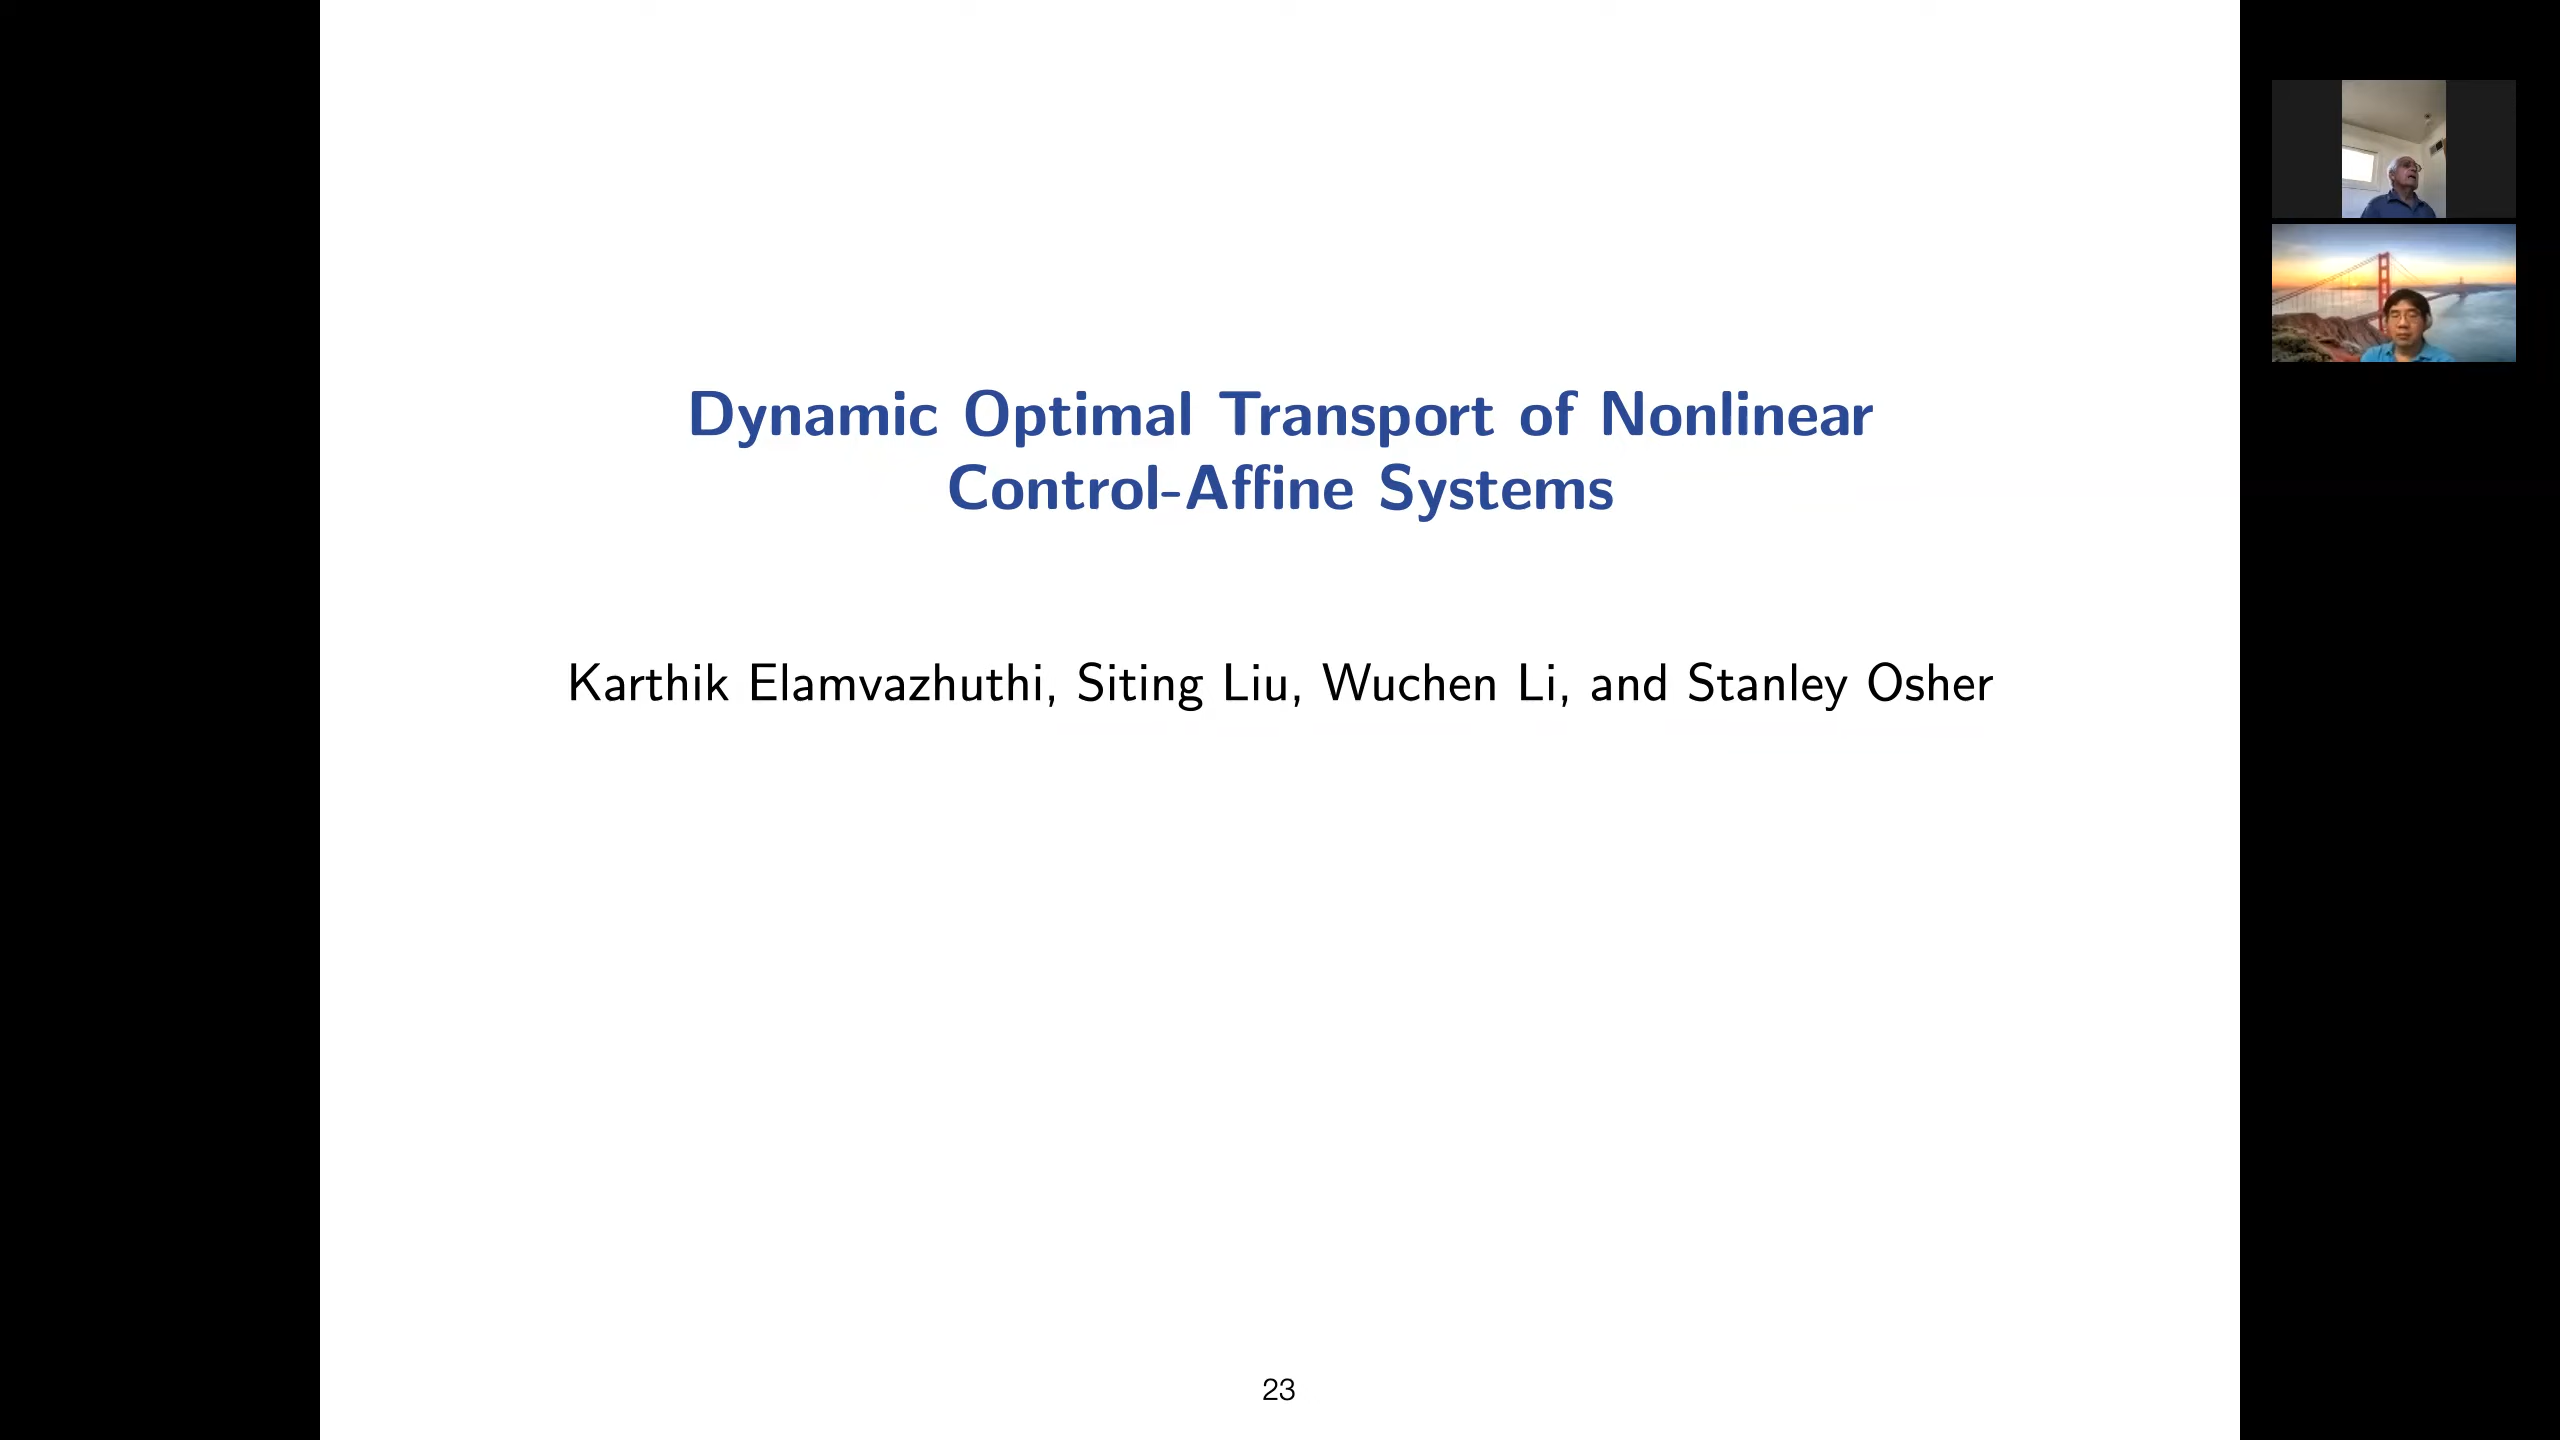 Dynamic Optimal Transport of Nonlinear
Control-Affine Systems
Karthik Elamvazhuthi, Siting Liu, Wuchen Li, and Stanley Osher
23